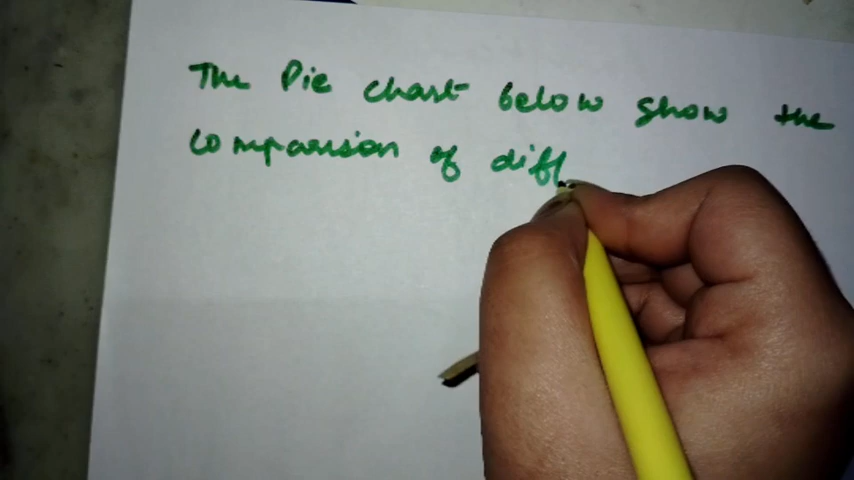 The Pie chart below show the
comparision of diff